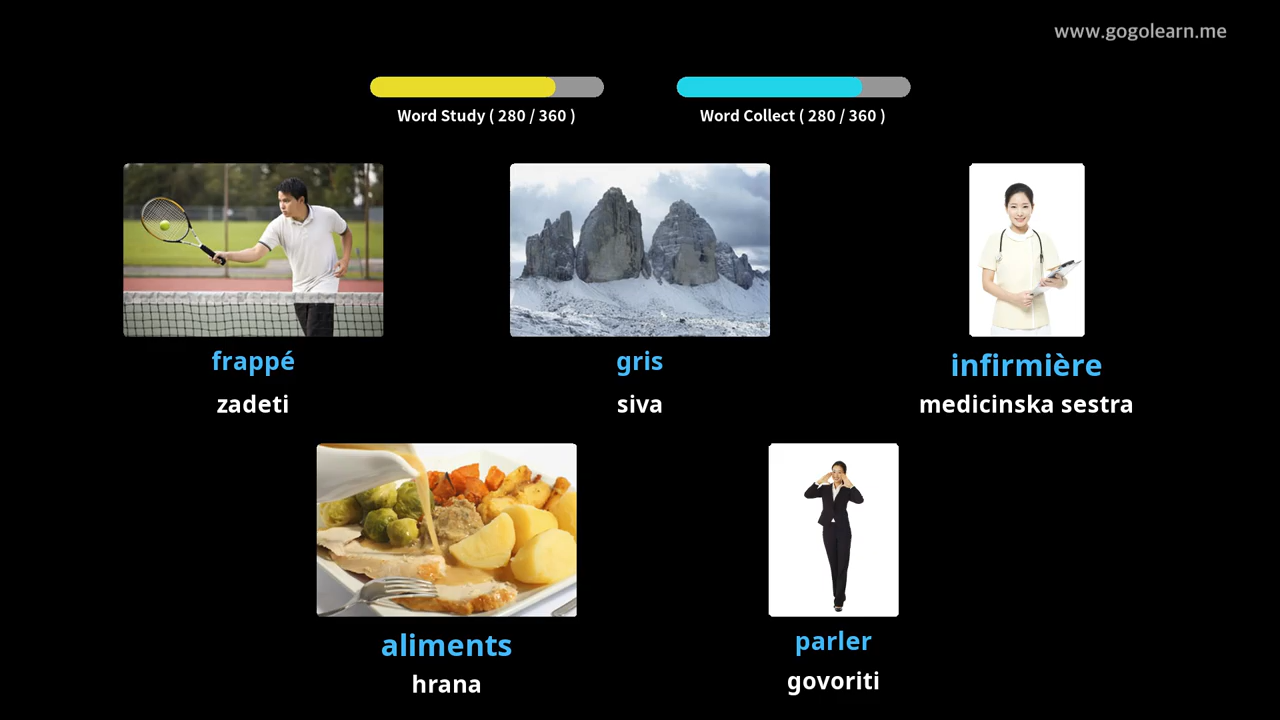 www.gogolearn.me
Word Study ( 280 / 360 )
Word Collect ( 280 / 360 )
frappé
zadeti
gris
siva
infirmière
medicinska sestra
aliments
hrana
parler
govoriti